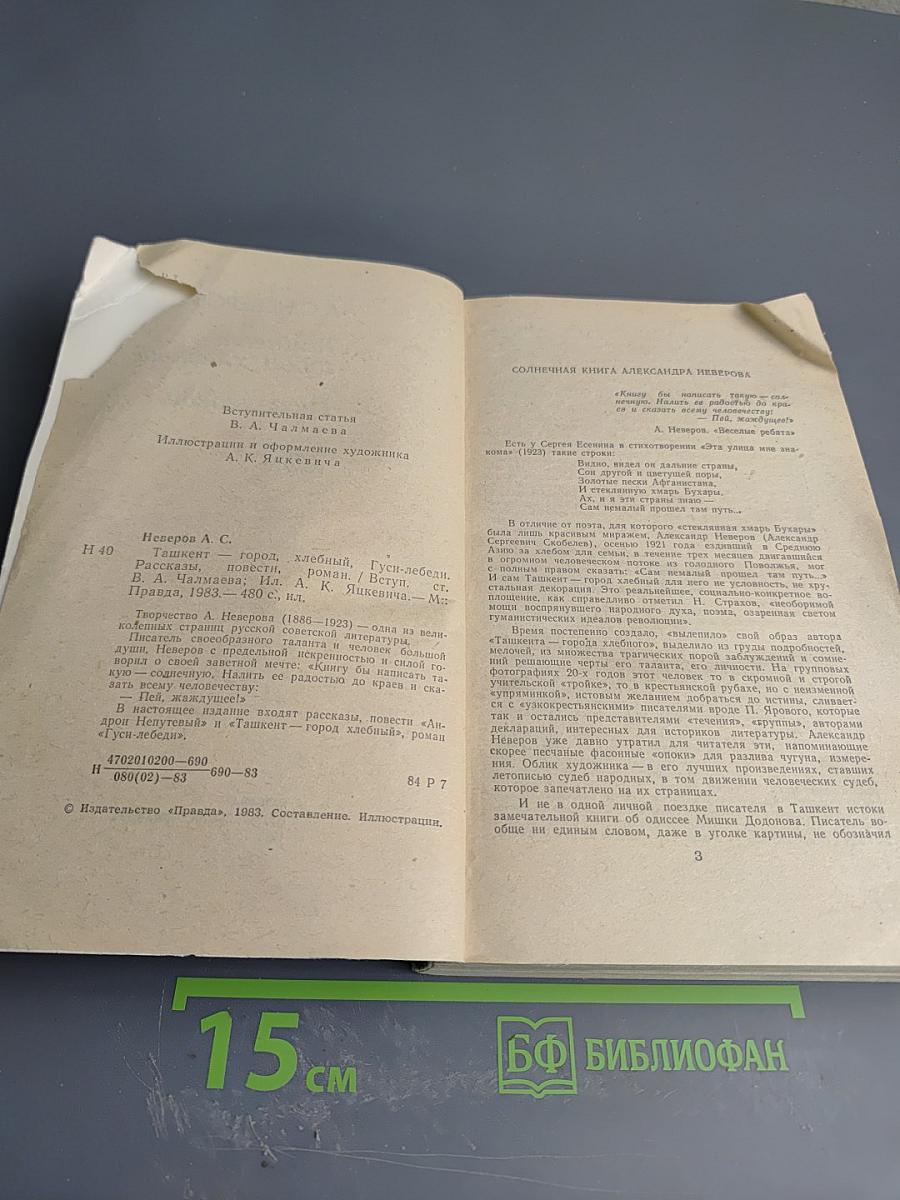 Вступительная статья
В. А. Чалмаева
Иллюстрации и оформление художника
А. К. Яцкевича
Неверов А. С.
Н 40
Ташкент — город, хлебный, Гуси-лебеди.
Рассказы, повести, роман. / Вступ. ст.
В. А. Чалмаева; Ил. А. К. Яцкевича.— М.:
Правда, 1983.— 480 с., ил.
Творчество А. Неверова (1886—1923) — одна из вели-
колепных страниц русской советской литературы.
Писатель своеобразного таланта и человек большой
души, Неверов с предельной искренностью и силой го-
ворил о своей заветной мечте: «Книгу бы написать та-
кую — солнечную. Налить ее радостью до краев и ска-
зать всему человечеству:
— Пей, жаждущее!»
В настоящее издание входят рассказы, повести «Ан-
дрон Непутевый» и «Ташкент — город хлебный», роман
«Гуси-лебеди».
Н 4702010200—690
080(02)—83 690—83
84 Р 7
© Издательство «Правда», 1983. Составление. Иллюстрации.
СОЛНЕЧНАЯ КНИГА АЛЕКСАНДРА НЕВЕРОВА
«Книгу бы написать такую — сол-
нечную. Налить ее радостью до кра-
ев и сказать всему человечеству:
— Пей, жаждущее!»
А. Неверов. «Веселые ребята»
Есть у Сергея Есенина в стихотворении «Эта улица мне зна-
кома» (1923) такие строки:
Видно, видел он дальние страны,
Сон другой и цветущей поры,
Золотые пески Афганистана,
И стеклянную хмарь Бухары.
Ах, и я эти страны знаю —
Сам немалый прошел там путь...
В отличие от поэта, для которого «стеклянная хмарь Бухары»
была лишь красивым миражем, Александр Неверов (Александр
Сергеевич Скобелев), осенью 1921 года ездивший в Среднюю
Азию за хлебом для семьи, в течение трех месяцев двигавшийся
в огромном человеческом потоке из голодного Поволжья, мог
с полным правом сказать: «Сам немалый прошел там путь...»
И сам Ташкент — город хлебный для него не условность, не хру-
стальная декорация. Это реальнейшее, социально-конкретное во-
площение, как справедливо отметил Н. Страхов, «необоримой
мощи воспрянувшего народного духа, поэма, озаренная светом
гуманистических идеалов революции».
Время постепенно создало, «вылепило» свой образ автора
«Ташкента — города хлебного», выделило из груды подробностей,
мелочей, из множества трагических порой заблуждений и сомне-
ний решающие черты его таланта, его личности. На групповых
фотографиях 20-х годов этот человек то в скромной и строгой
учительской «тройке», то в крестьянской рубахе, но с неизменной
«упряминкой», истовым желанием добраться до истины, сливает-
ся с «узкокрестьянскими» писателями вроде П. Ярового, которые
так и остались представителями «течения», «группы», авторами
деклараций, интересных для историков литературы. Александр
Неверов уже давно утратил для читателя эти, напоминающие
скорее песчаные фасонные «опоки» для разлива чугуна, измере-
ния. Облик художника — в его лучших произведениях, ставших
летописью судеб народных, в том движении человеческих судеб,
которое запечатлено на их страницах.
И не в одной личной поездке писателя в Ташкент истоки
замечательной книги об одиссее Мишки Додонова. Писатель во-
обще ни единым словом, даже в уголке картины, не обозначил
3
15 см
БФ БИБЛИОФАН